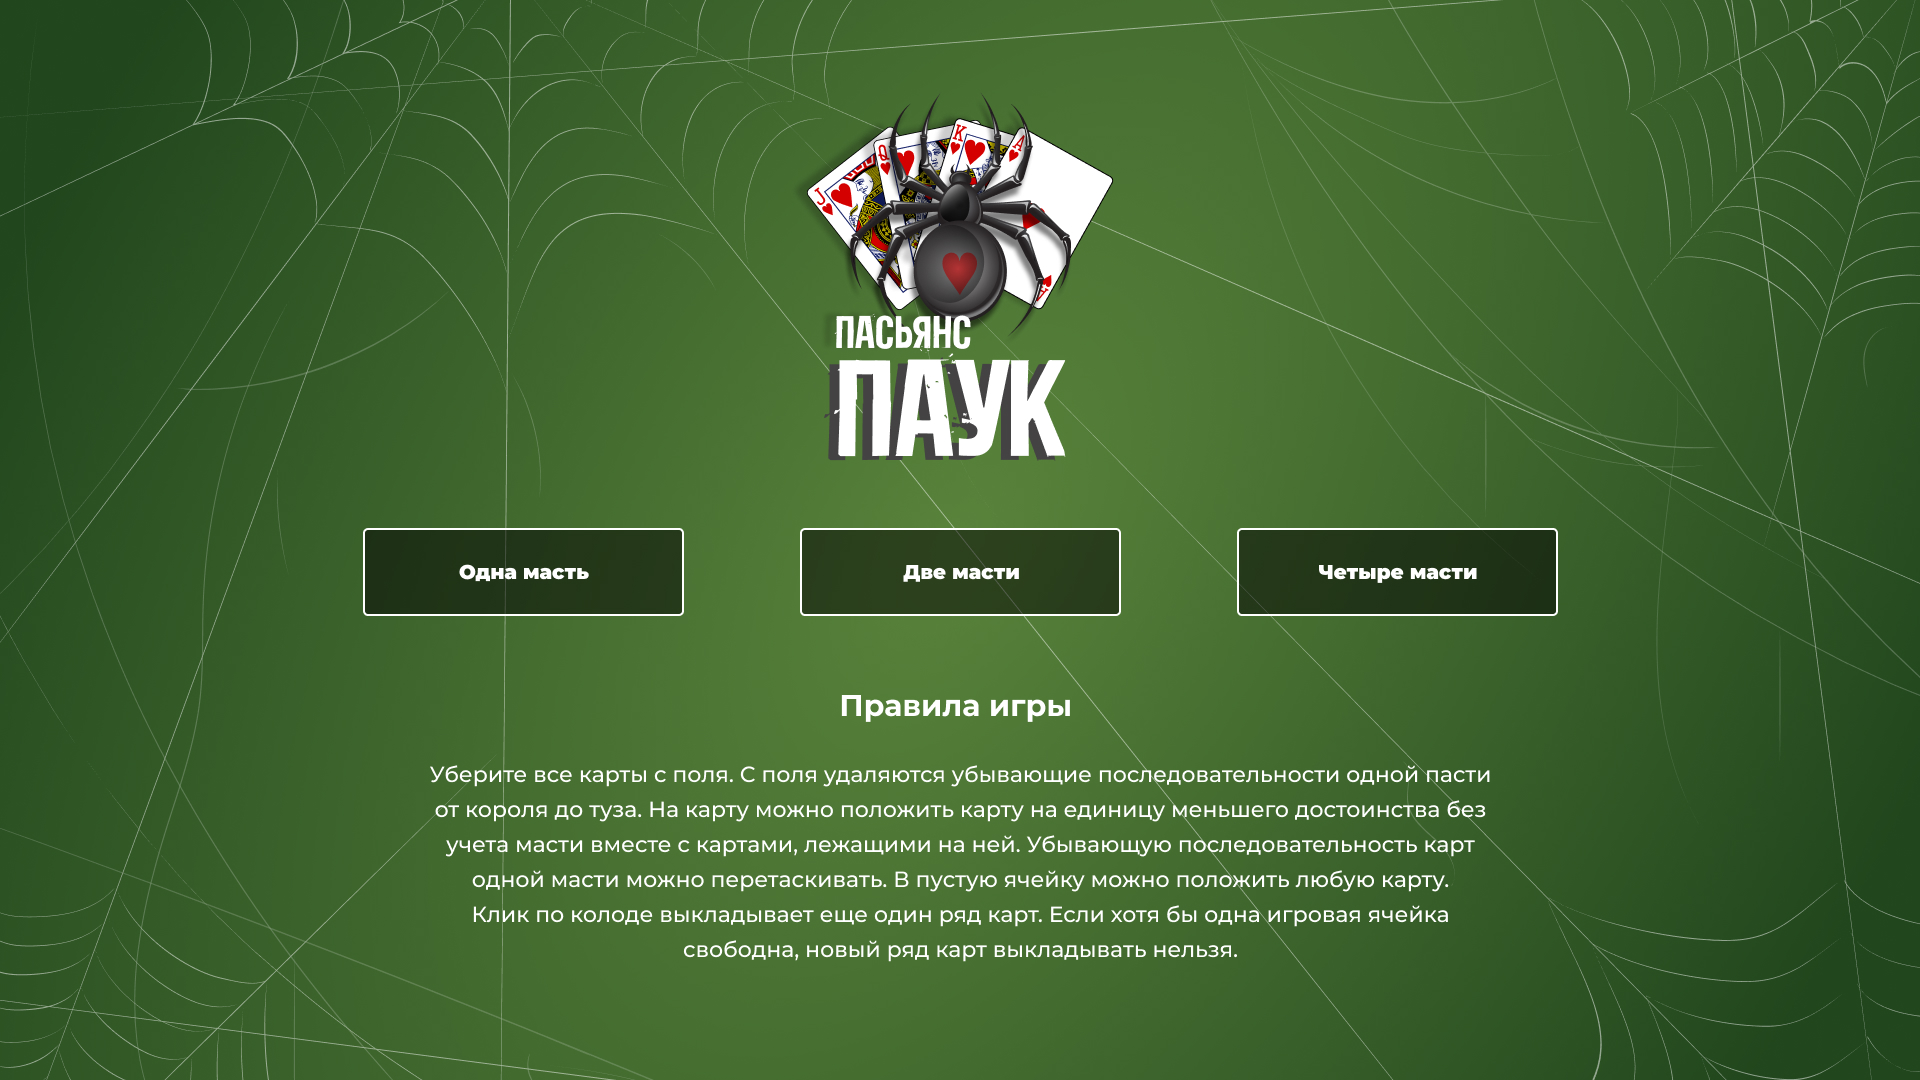 J
Q
K
A
ПАСЬЯНС
ПАУК
Одна масть
Две масти
Четыре масти
Правила игры
Уберите все карты с поля. С поля удаляются убывающие последовательности одной пасти
от короля до туза. На карту можно положить карту на единицу меньшего достоинства без
учета масти вместе с картами, лежащими на ней. Убывающую последовательность карт
одной масти можно перетаскивать. В пустую ячейку можно положить любую карту.
Клик по колоде выкладывает еще один ряд карт. Если хотя бы одна игровая ячейка
свободна, новый ряд карт выкладывать нельзя.